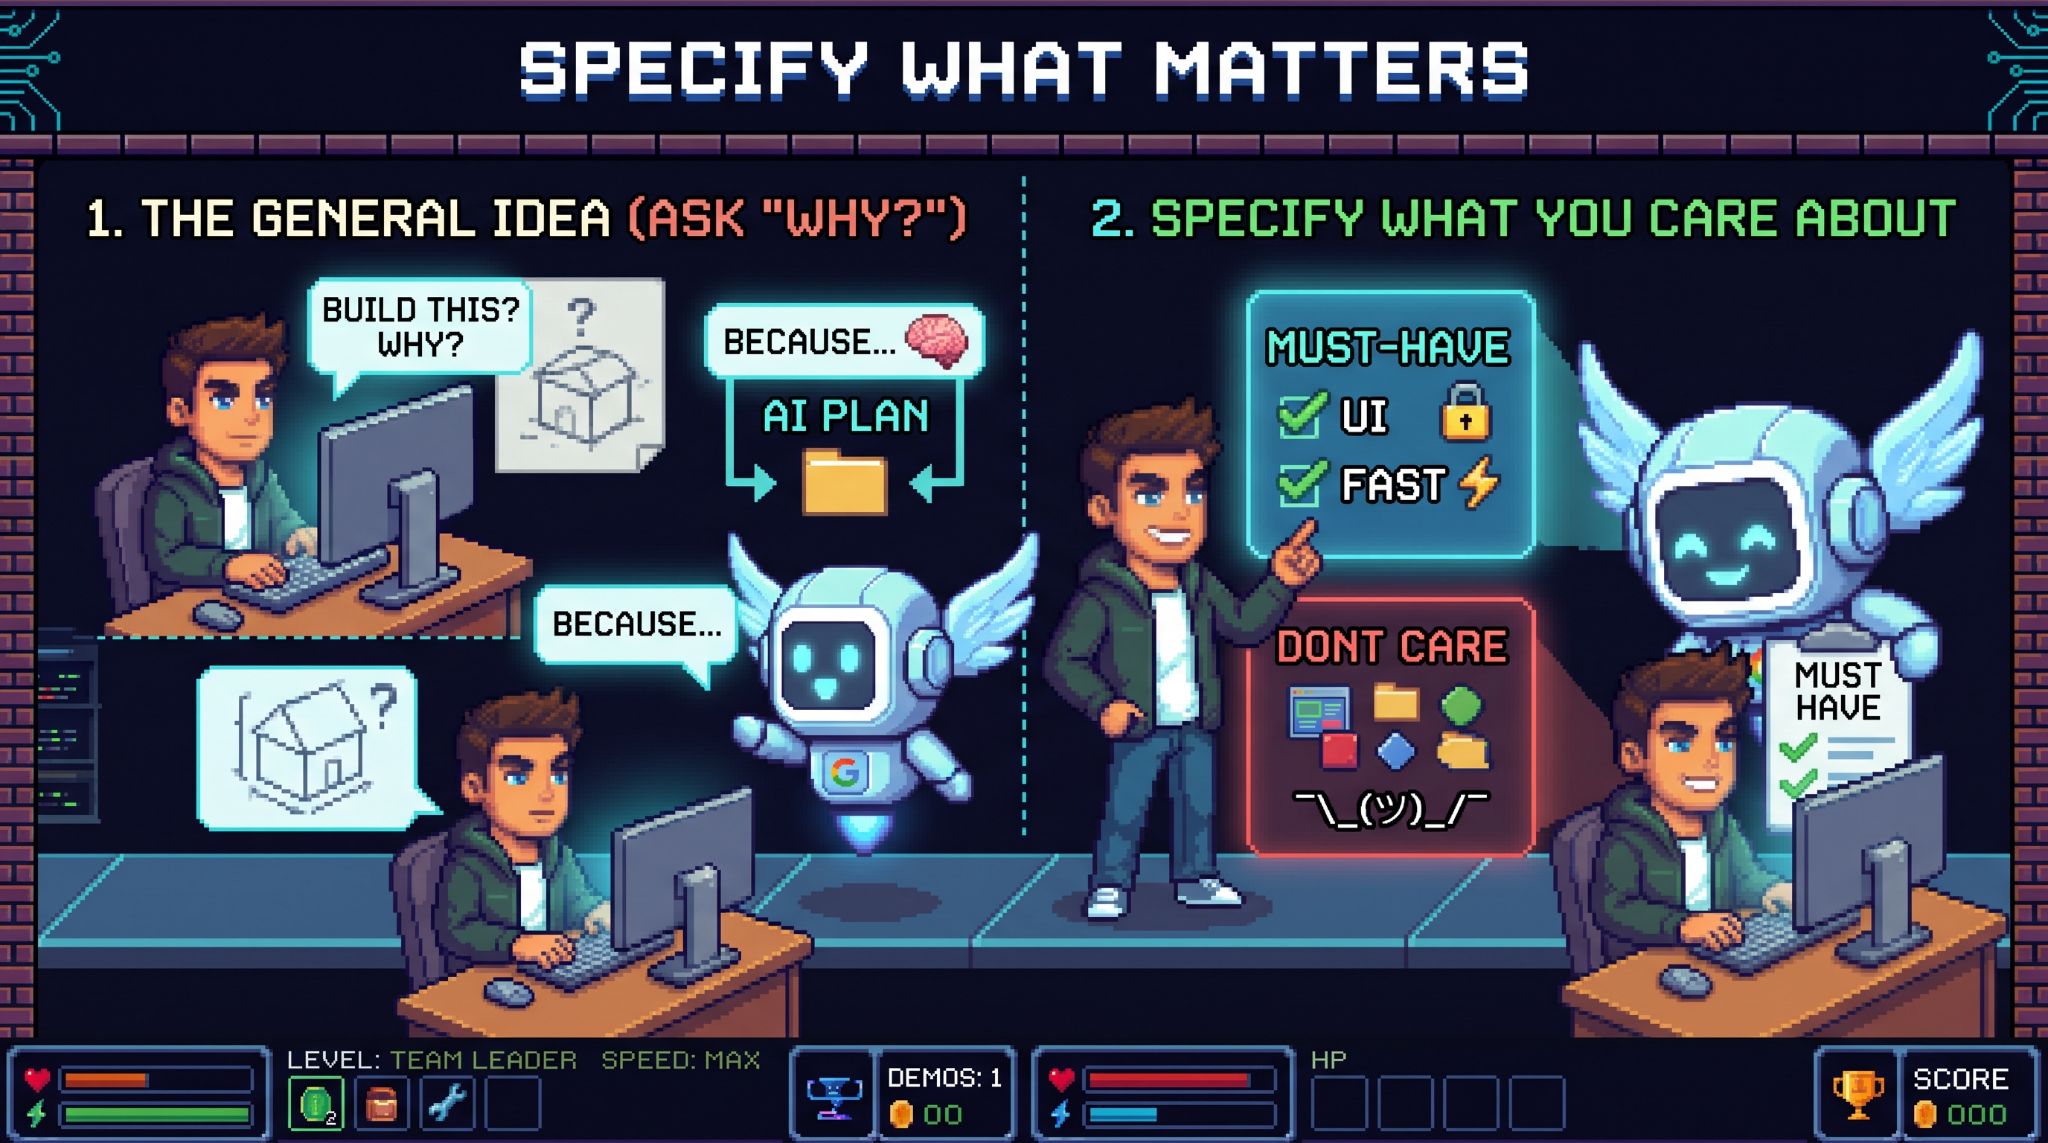 SPECIFY WHAT MATTERS
1. THE GENERAL IDEA (ASK "WHY?")
BUILD THIS?
WHY?
?
BECAUSE...
AI PLAN
BECAUSE...
?
G
2. SPECIFY WHAT YOU CARE ABOUT
MUST-HAVE
UI
FAST
DONT CARE
¯\_(ツ)_/¯
MUST
HAVE
LEVEL: TEAM LEADER SPEED: MAX
2
DEMOS: 1
00
HP
SCORE
000